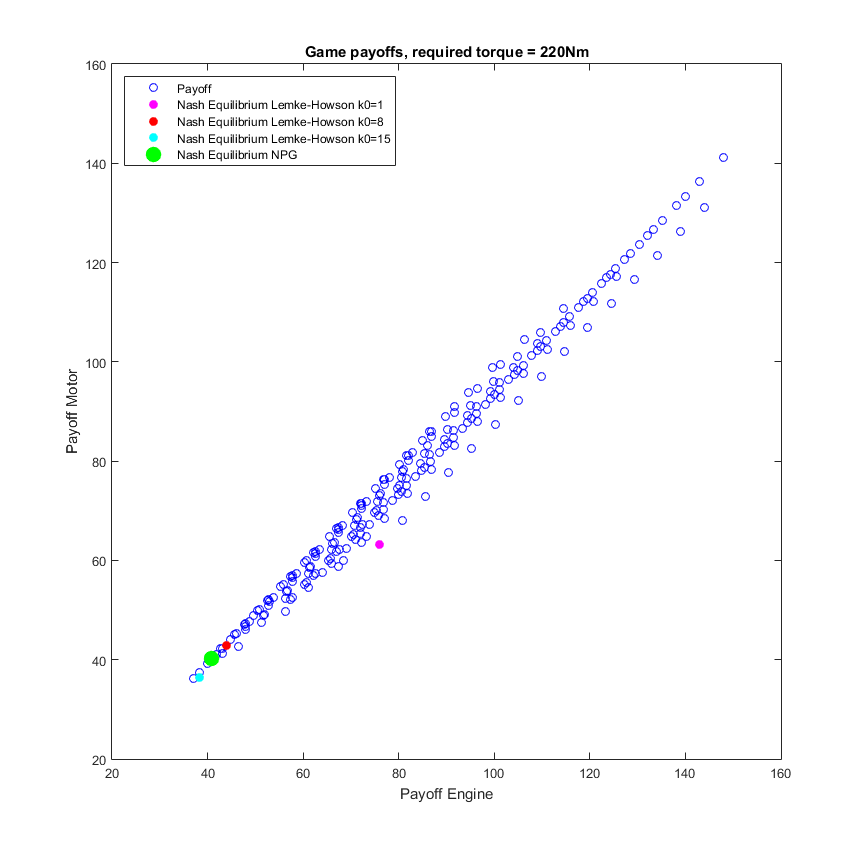 Game payoffs, required torque = 220Nm
Payoff
Nash Equilibrium Lemke-Howson k0=1
Nash Equilibrium Lemke-Howson k0=8
Nash Equilibrium Lemke-Howson k0=15
Nash Equilibrium NPG
Payoff Motor
160
140
120
100
80
60
40
20
20 40 60 80 100 120 140 160
Payoff Engine